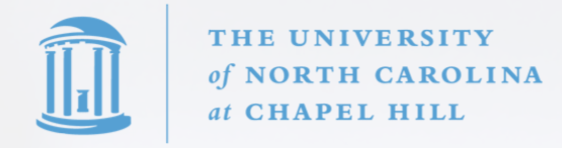 THE UNIVERSITY
of NORTH CAROLINA
at CHAPEL HILL